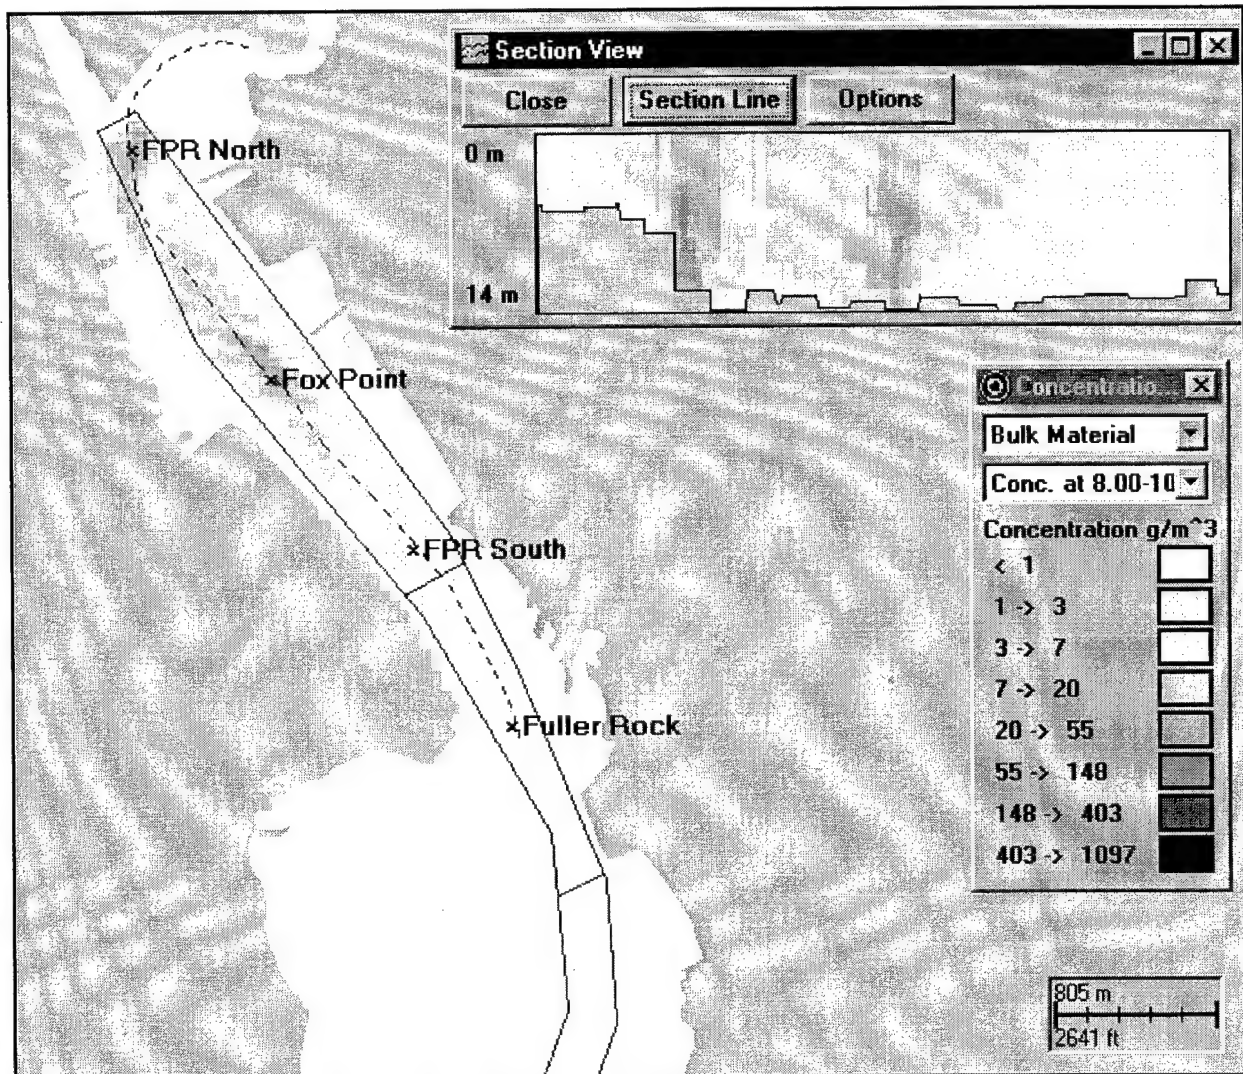 Section View
Close Section Line Options
0 m
14 m
FPR North
Fox Point
FPR South
Fuller Rock
Concentratio
Bulk Material
Conc. at 8.00-10
Concentration g/m^3
< 1
1 -> 3
3 -> 7
7 -> 20
20 -> 55
55 -> 148
148 -> 403
403 -> 1097
805 m
2641 ft